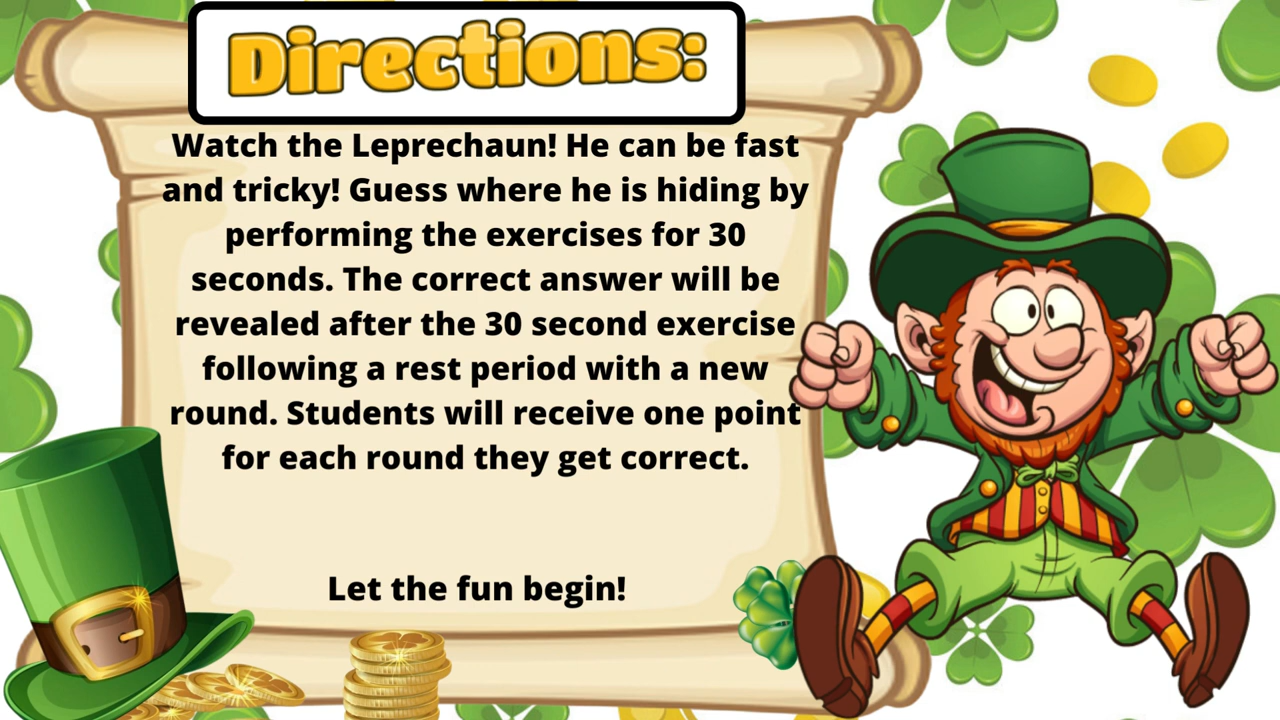 Directions:
Watch the Leprechaun! He can be fast
and tricky! Guess where he is hiding by
performing the exercises for 30
seconds. The correct answer will be
revealed after the 30 second exercise
following a rest period with a new
round. Students will receive one point
for each round they get correct.
Let the fun begin!